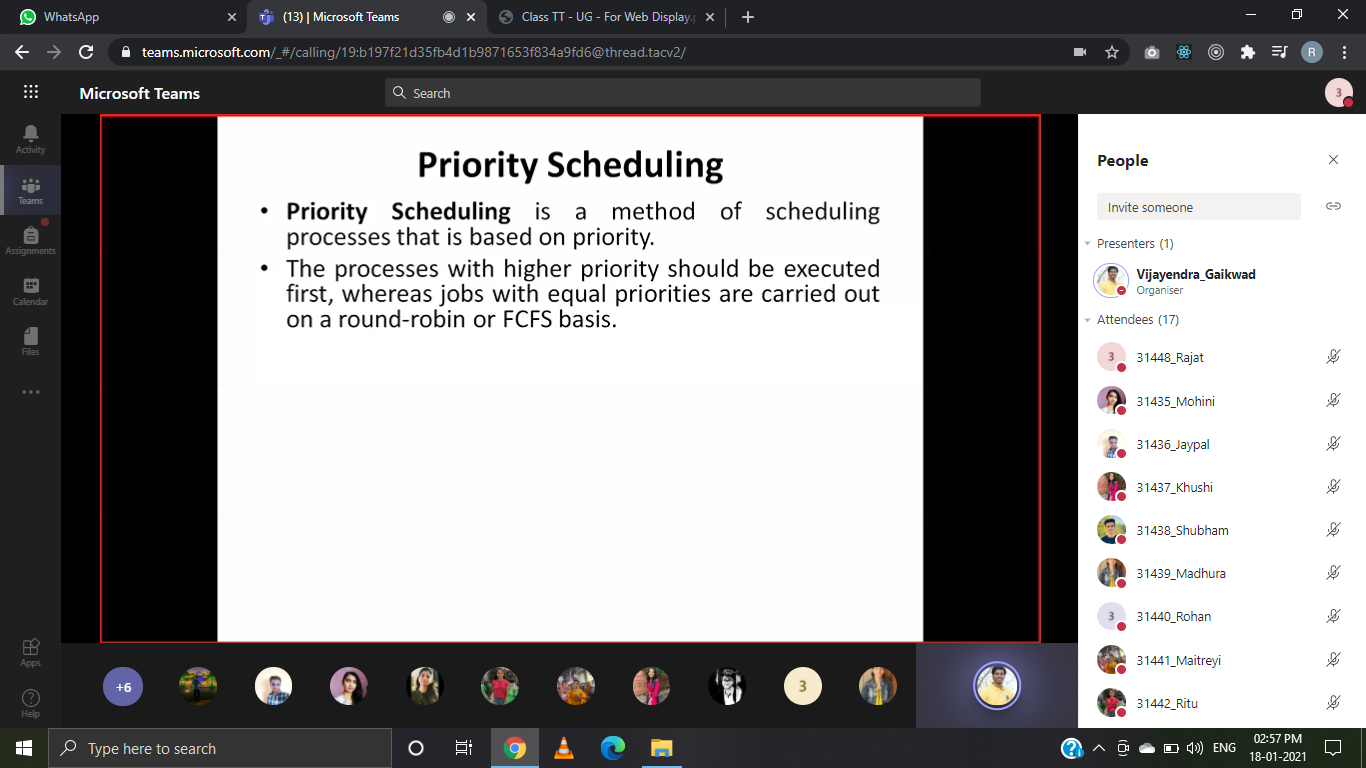 WhatsApp
(13) | Microsoft Teams
Class TT - UG - For Web Display.p
teams.microsoft.com/_#/calling/19:b197f21d35fb4d1b9871653f834a9fd6@thread.tacv2/
R
Microsoft Teams
Search
3
Activity
Teams
Assignments
Calendar
Files
Apps
Help
Priority Scheduling
• Priority Scheduling is a method of scheduling
processes that is based on priority.
• The processes with higher priority should be executed
first, whereas jobs with equal priorities are carried out
on a round-robin or FCFS basis.
+6
3
People
Invite someone
Presenters (1)
Vijayendra_Gaikwad
Organiser
Attendees (17)
3
31448_Rajat
31435_Mohini
31436_Jaypal
31437_Khushi
31438_Shubham
31439_Madhura
3
31440_Rohan
31441_Maitreyi
31442_Ritu
Type here to search
ENG
02:57 PM
18-01-2021